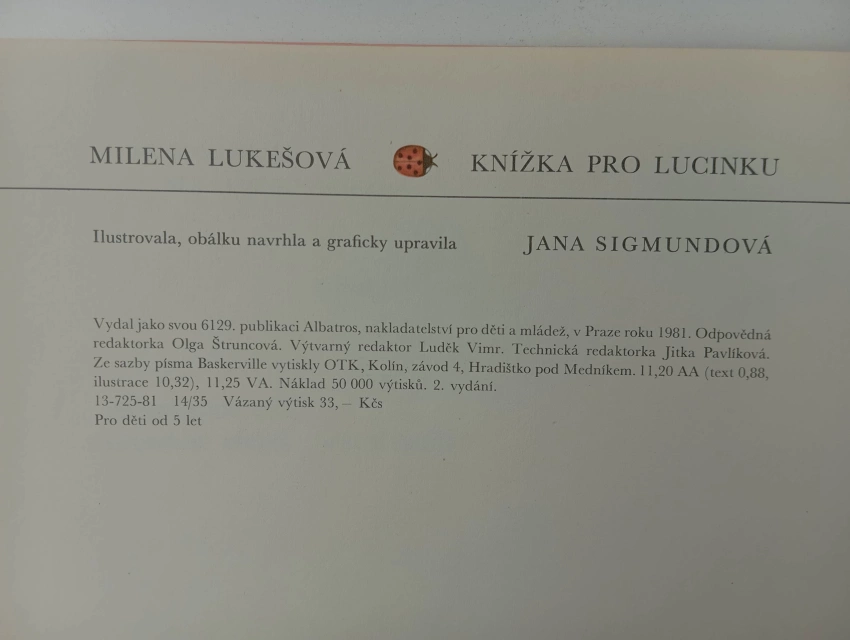 MILENA LUKEŠOVÁ KNÍŽKA PRO LUCINKU
Ilustrovala, obálku navrhla a graficky upravila JANA SIGMUNDOVÁ
Vydal jako svou 6129. publikaci Albatros, nakladatelství pro děti a mládež, v Praze roku 1981. Odpovědná
redaktorka Olga Štruncová. Výtvarný redaktor Luděk Vimr. Technická redaktorka Jitka Pavlíková.
Ze sazby písma Baskerville vytiskly OTK, Kolín, závod 4, Hradištko pod Medníkem. 11,20 AA (text 0,88,
ilustrace 10,32), 11,25 VA. Náklad 50 000 výtisků. 2. vydání.
13-725-81 14/35 Vázaný výtisk 33,– Kčs
Pro děti od 5 let